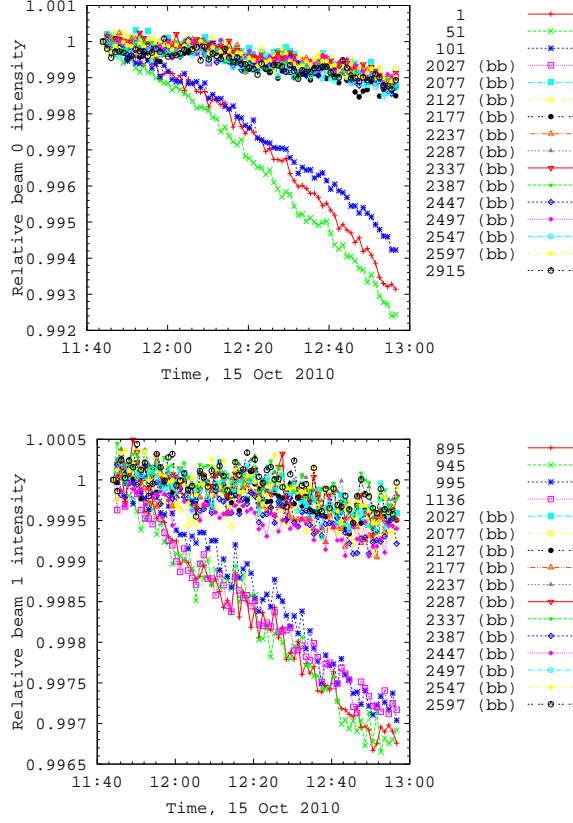 1.001
1
0.999
0.998
0.997
0.996
0.995
0.994
0.993
0.992
Relative beam 0 intensity
11:40 12:00 12:20 12:40 13:00
Time, 15 Oct 2010
1
51
101
2027 (bb)
2077 (bb)
2127 (bb)
2177 (bb)
2237 (bb)
2287 (bb)
2337 (bb)
2387 (bb)
2447 (bb)
2497 (bb)
2547 (bb)
2597 (bb)
2915
1.0005
1
0.9995
0.999
0.9985
0.998
0.9975
0.997
0.9965
Relative beam 1 intensity
11:40 12:00 12:20 12:40 13:00
Time, 15 Oct 2010
895
945
995
1136
2027 (bb)
2077 (bb)
2127 (bb)
2177 (bb)
2237 (bb)
2287 (bb)
2337 (bb)
2387 (bb)
2447 (bb)
2497 (bb)
2547 (bb)
2597 (bb)